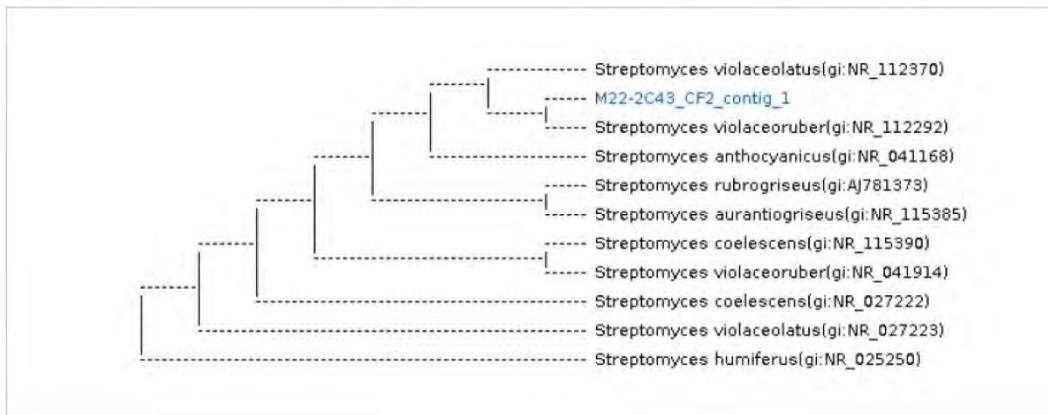 Streptomyces violaceolatus(gi:NR_112370)
M22-2C43_CF2_contig_1
Streptomyces violaceoruber(gi:NR_112292)
Streptomyces anthocyanicus(gi:NR_041168)
Streptomyces rubrogriseus(gi:AJ781373)
Streptomyces aurantiogriseus(gi:NR_115385)
Streptomyces coelescens(gi:NR_115390)
Streptomyces violaceoruber(gi:NR_041914)
Streptomyces coelescens(gi:NR_027222)
Streptomyces violaceolatus(gi:NR_027223)
Streptomyces humiferus(gi:NR_025250)